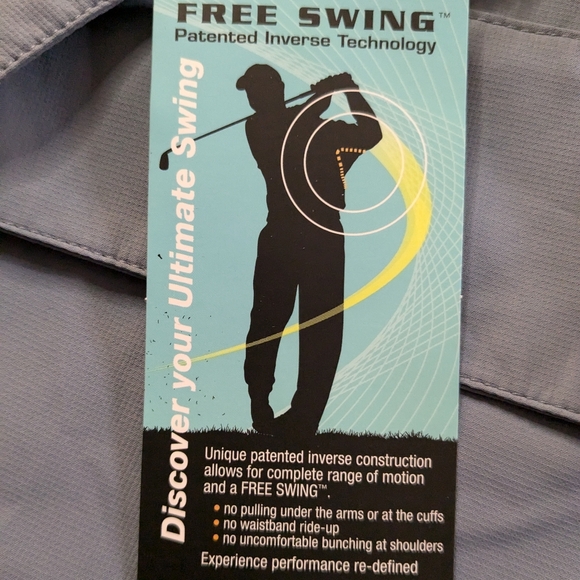 FREE SWING™
Patented Inverse Technology
Discover your Ultimate Swing
Unique patented inverse construction
allows for complete range of motion
and a FREE SWING™.
• no pulling under the arms or at the cuffs
• no waistband ride-up
• no uncomfortable bunching at shoulders
Experience performance re-defined